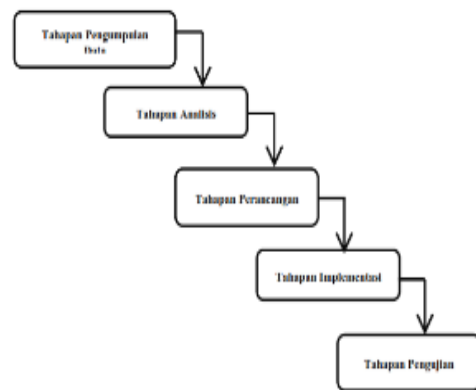 Tahapan Pengumpulan
Data
Tahapan Analisis
Tahapan Perancangan
Tahapan Implementasi
Tahapan Pengujian